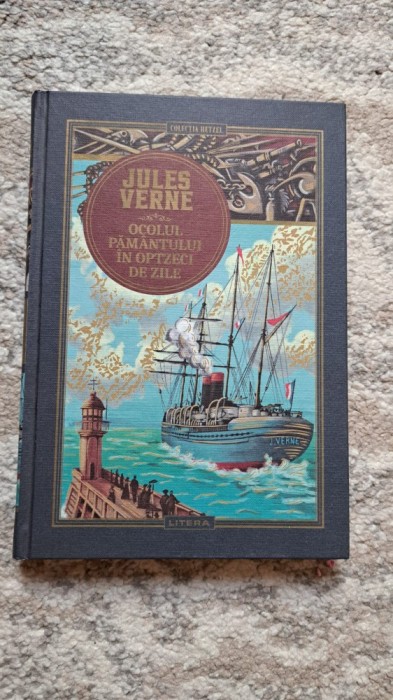 COLECȚIA HETZEL
JULES
VERNE
OCOLUL
PĂMÂNTULUI
ÎN OPTZECI
DE ZILE
J. VERNE
LITERA